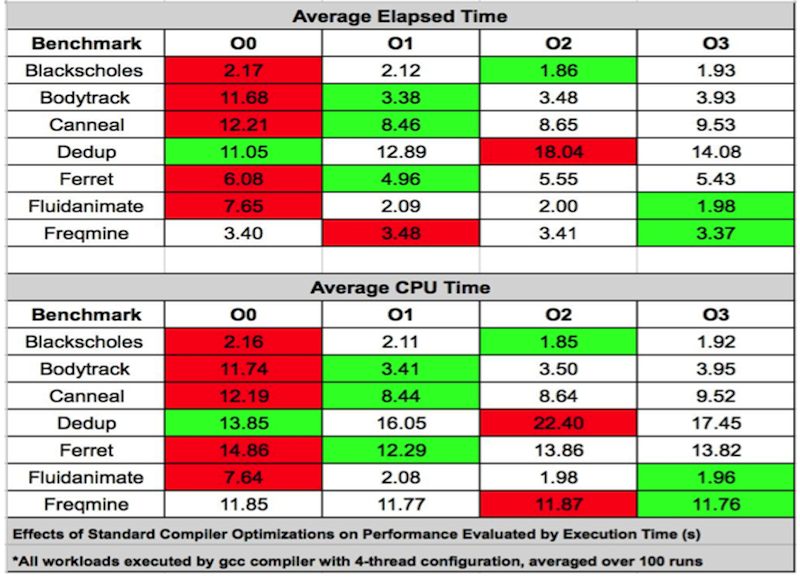 Average Elapsed Time
Benchmark O0 O1 O2 O3
Blackscholes 2.17 2.12 1.86 1.93
Bodytrack 11.68 3.38 3.48 3.93
Canneal 12.21 8.46 8.65 9.53
Dedup 11.05 12.89 18.04 14.08
Ferret 6.08 4.96 5.55 5.43
Fluidanimate 7.65 2.09 2.00 1.98
Freqmine 3.40 3.48 3.41 3.37
Average CPU Time
Benchmark O0 O1 O2 O3
Blackscholes 2.16 2.11 1.85 1.92
Bodytrack 11.74 3.41 3.50 3.95
Canneal 12.19 8.44 8.64 9.52
Dedup 13.85 16.05 22.40 17.45
Ferret 14.86 12.29 13.86 13.82
Fluidanimate 7.64 2.08 1.98 1.96
Freqmine 11.85 11.77 11.87 11.76
Effects of Standard Compiler Optimizations on Performance Evaluated by Execution Time (s)
*All workloads executed by gcc compiler with 4-thread configuration, averaged over 100 runs